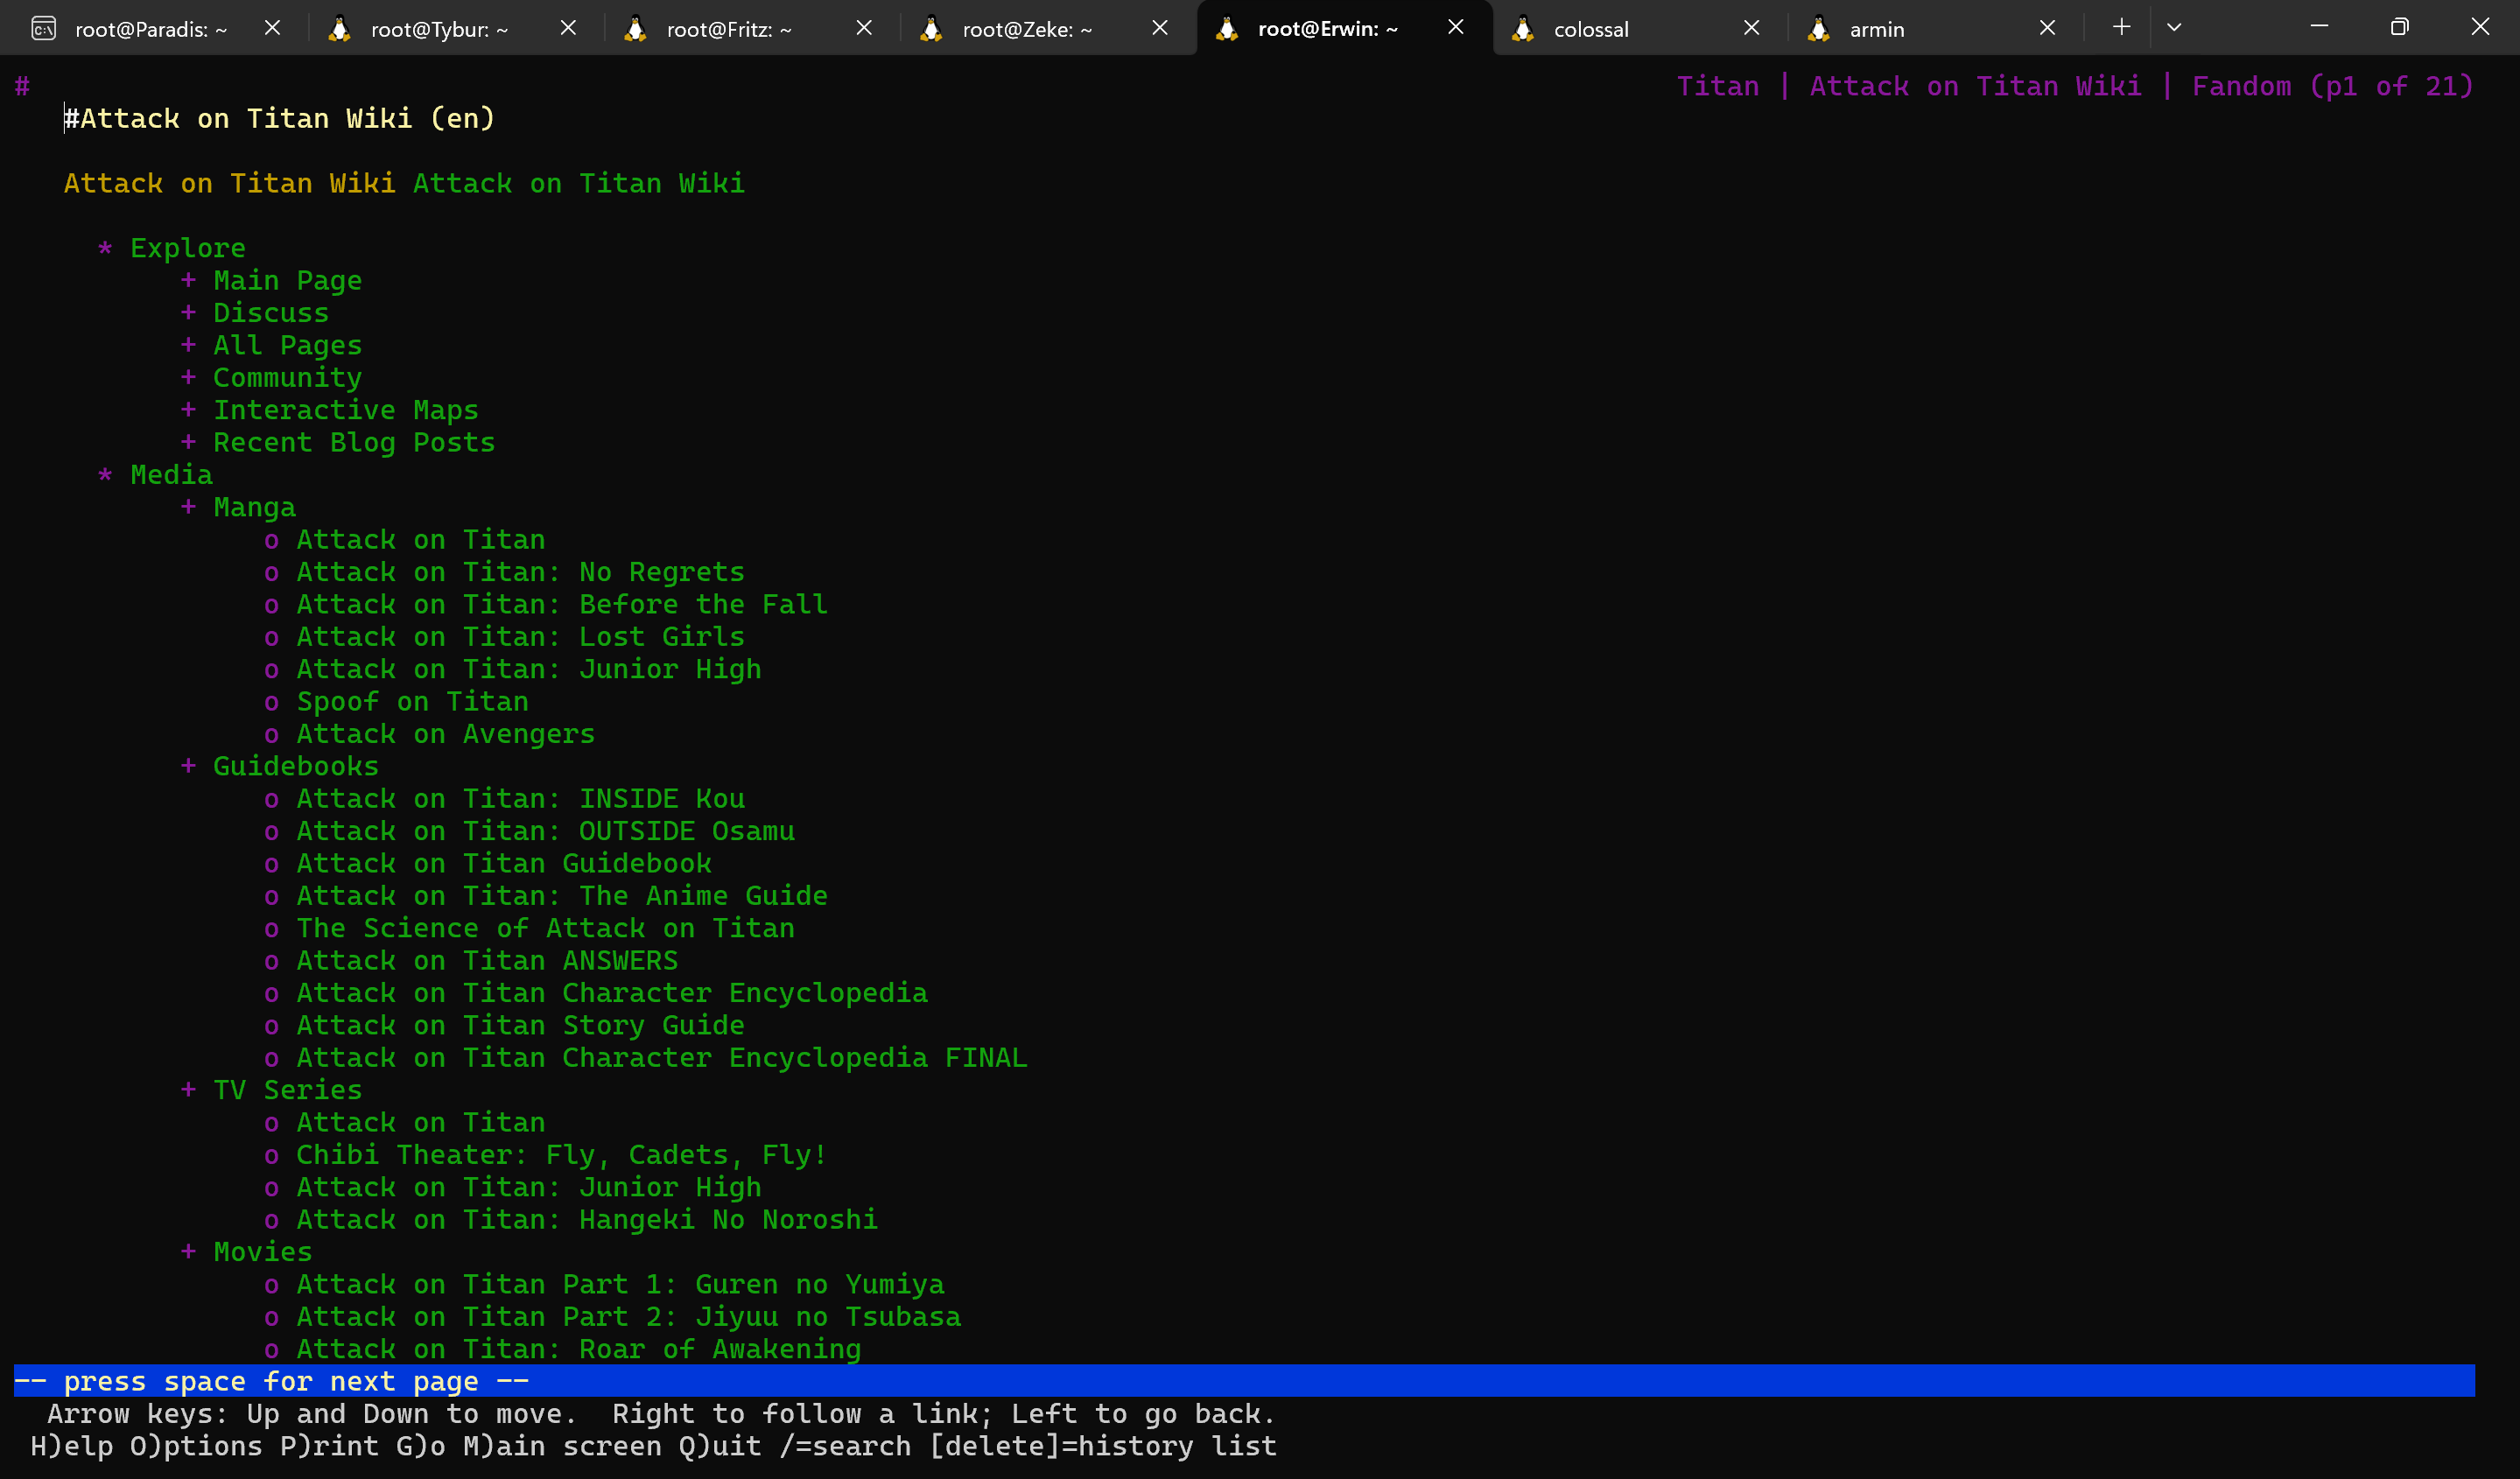 root@Paradis: ~ root@Tybur: ~ root@Fritz: ~ root@Zeke: ~ root@Erwin: ~ colossal armin
# Titan | Attack on Titan Wiki | Fandom (p1 of 21)
#Attack on Titan Wiki (en)
Attack on Titan Wiki Attack on Titan Wiki
* Explore
+ Main Page
+ Discuss
+ All Pages
+ Community
+ Interactive Maps
+ Recent Blog Posts
* Media
+ Manga
o Attack on Titan
o Attack on Titan: No Regrets
o Attack on Titan: Before the Fall
o Attack on Titan: Lost Girls
o Attack on Titan: Junior High
o Spoof on Titan
o Attack on Avengers
+ Guidebooks
o Attack on Titan: INSIDE Kou
o Attack on Titan: OUTSIDE Osamu
o Attack on Titan Guidebook
o Attack on Titan: The Anime Guide
o The Science of Attack on Titan
o Attack on Titan ANSWERS
o Attack on Titan Character Encyclopedia
o Attack on Titan Story Guide
o Attack on Titan Character Encyclopedia FINAL
+ TV Series
o Attack on Titan
o Chibi Theater: Fly, Cadets, Fly!
o Attack on Titan: Junior High
o Attack on Titan: Hangeki No Noroshi
+ Movies
o Attack on Titan Part 1: Guren no Yumiya
o Attack on Titan Part 2: Jiyuu no Tsubasa
o Attack on Titan: Roar of Awakening
-- press space for next page --
Arrow keys: Up and Down to move.  Right to follow a link; Left to go back.
H)elp O)ptions P)rint G)o M)ain screen Q)uit /=search [delete]=history list